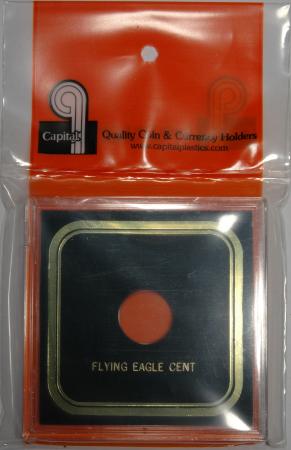 Capital
Quality Coin & Currency Holders
www.capitalplastics.com
FLYING EAGLE CENT